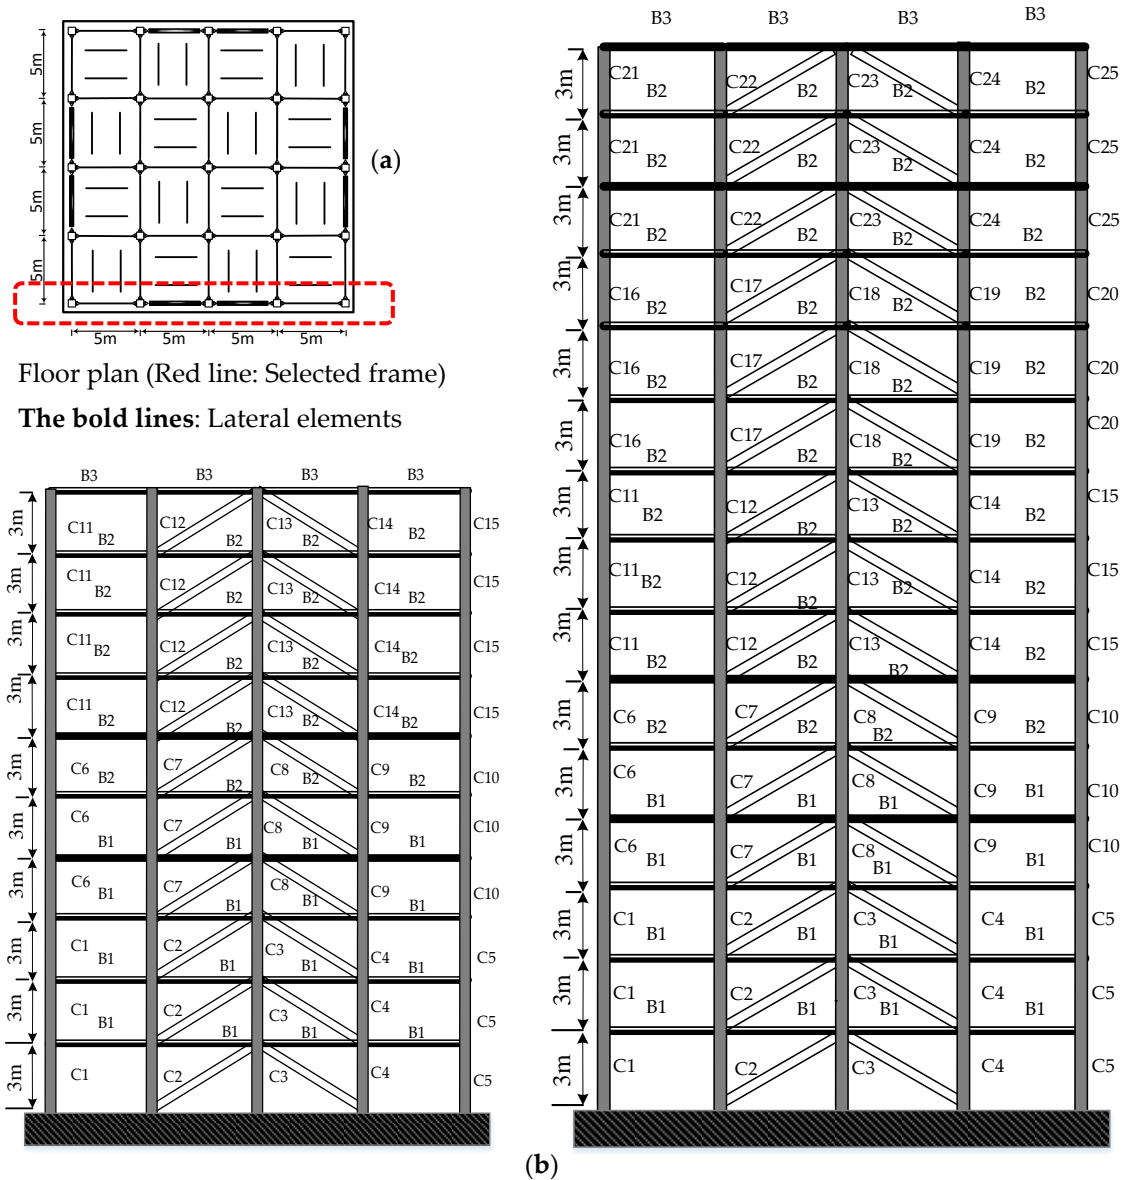 5m
5m
5m
5m
(a)
5m 5m 5m 5m
Floor plan (Red line: Selected frame)
The bold lines: Lateral elements
B3 B3 B3 B3
3m C11 B2 C12 B2 C13 B2 C14 B2 C15
3m C11 B2 C12 B2 C13 B2 C14 B2 C15
3m C11 B2 C12 B2 C13 B2 C14 B2 C15
3m C11 B2 C12 B2 C13 B2 C14 B2 C15
3m C6 B2 C7 B2 C8 B2 C9 B2 C10
3m C6 B1 C7 B1 C8 B1 C9 B1 C10
3m C6 B1 C7 B1 C8 B1 C9 B1 C10
3m C1 B1 C2 B1 C3 B1 C4 B1 C5
3m C1 B1 C2 B1 C3 B1 C4 B1 C5
3m C1 C2 C3 C4 C5
B3 B3 B3 B3
3m C21 B2 C22 B2 C23 B2 C24 B2 C25
3m C21 B2 C22 B2 C23 B2 C24 B2 C25
3m C21 B2 C22 B2 C23 B2 C24 B2 C25
3m C16 B2 C17 B2 C18 B2 C19 B2 C20
3m C16 B2 C17 B2 C18 B2 C19 B2 C20
3m C16 B2 C17 B2 C18 B2 C19 B2 C20
3m C11 B2 C12 B2 C13 B2 C14 B2 C15
3m C11 B2 C12 B2 C13 B2 C14 B2 C15
3m C11 B2 C12 B2 C13 B2 C14 B2 C15
3m C6 B2 C7 B2 C8 B2 C9 B2 C10
3m C6 B1 C7 B1 C8 B1 C9 B1 C10
3m C6 B1 C7 B1 C8 B1 C9 B1 C10
3m C1 B1 C2 B1 C3 B1 C4 B1 C5
3m C1 B1 C2 B1 C3 B1 C4 B1 C5
3m C1 C2 C3 C4 C5
(b)